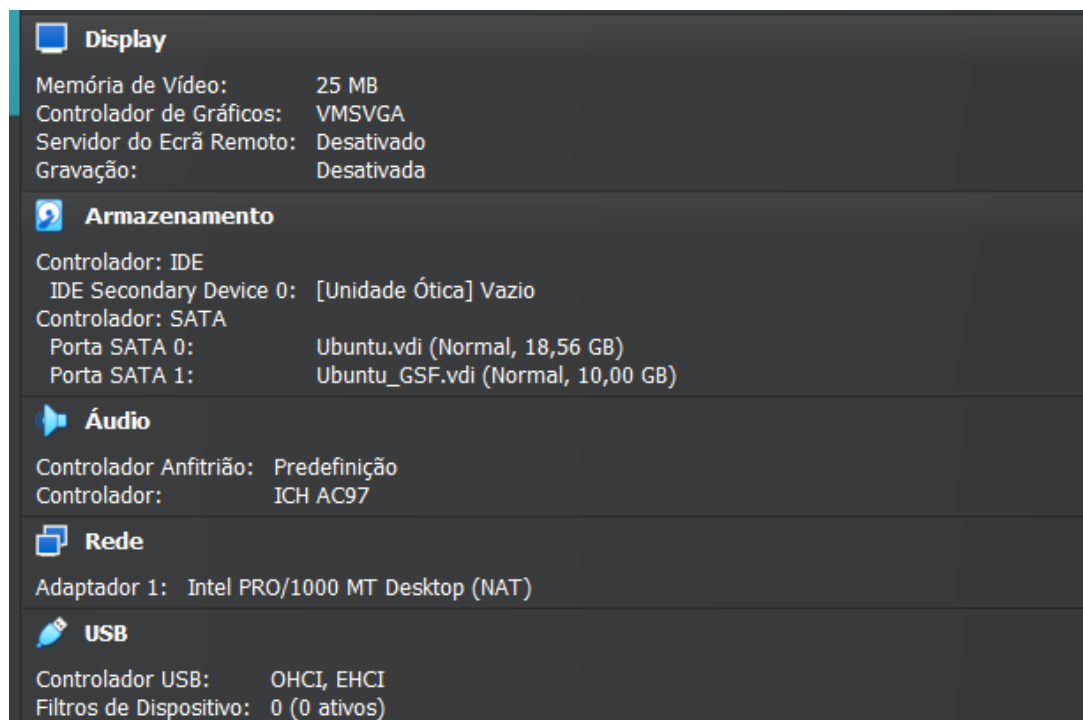 Display
Memória de Vídeo: 25 MB
Controlador de Gráficos: VMSVGA
Servidor do Ecrã Remoto: Desativado
Gravação: Desativada
Armazenamento
Controlador: IDE
IDE Secondary Device 0: [Unidade Ótica] Vazio
Controlador: SATA
Porta SATA 0: Ubuntu.vdi (Normal, 18,56 GB)
Porta SATA 1: Ubuntu_GSF.vdi (Normal, 10,00 GB)
Áudio
Controlador Anfitrião: Predefinição
Controlador: ICH AC97
Rede
Adaptador 1: Intel PRO/1000 MT Desktop (NAT)
USB
Controlador USB: OHCI, EHCI
Filtros de Dispositivo: 0 (0 ativos)